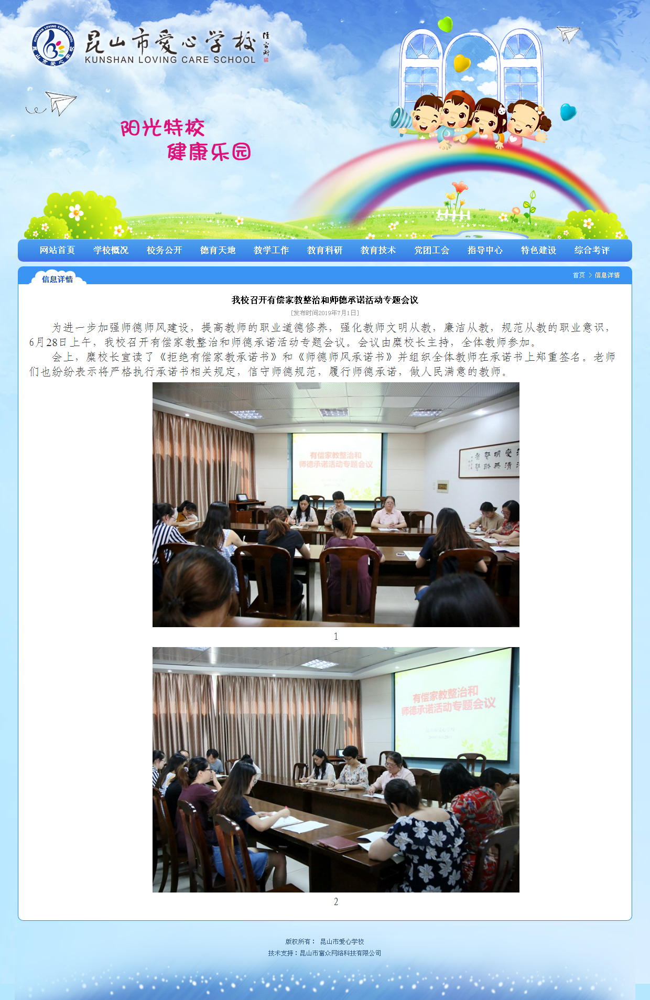 昆山市爱心学校
KUNSHAN LOVING CARE SCHOOL
KUNSHAN LOVING CARE SCHOOL
昆山市爱心学校
阳光特校
健康乐园
网站首页 学校概况 校务公开 德育天地 教学工作 教育科研 教育技术 党团工会 指导中心 特色建设 综合考评
信息详情
首页 > 信息详情
我校召开有偿家教整治和师德承诺活动专题会议
[发布时间2019年7月1日]
为进一步加强师德师风建设，提高教师的职业道德修养，强化教师文明从教，廉洁从教，规范从教的职业意识，
6月28日上午，我校召开有偿家教整治和师德承诺活动专题会议。会议由糜校长主持，全体教师参加。
会上，糜校长宣读了《拒绝有偿家教承诺书》和《师德师风承诺书》并组织全体教师在承诺书上郑重签名。老师
们也纷纷表示将严格执行承诺书相关规定，信守师德规范，履行师德承诺，做人民满意的教师。
有偿家教整治和
师德承诺活动专题会议
1
有偿家教整治和
师德承诺活动专题会议
2
版权所有： 昆山市爱心学校
技术支持：昆山市富众网络科技有限公司